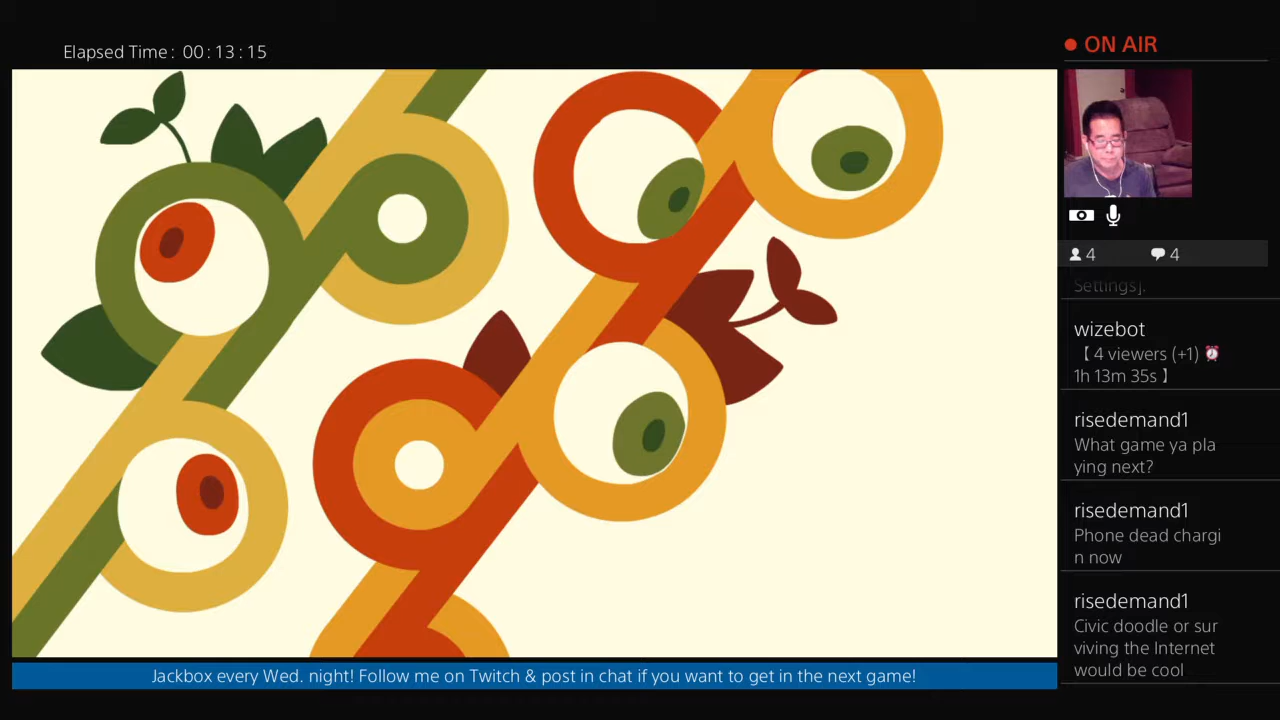 Elapsed Time: 00:13:15
ON AIR
4
4
Settings].
wizebot
【 4 viewers (+1) ⏰
1h 13m 35s 】
risedemand1
What game ya pla
ying next?
risedemand1
Phone dead chargi
n now
risedemand1
Civic doodle or sur
viving the Internet
would be cool
Jackbox every Wed. night! Follow me on Twitch & post in chat if you want to get in the next game!